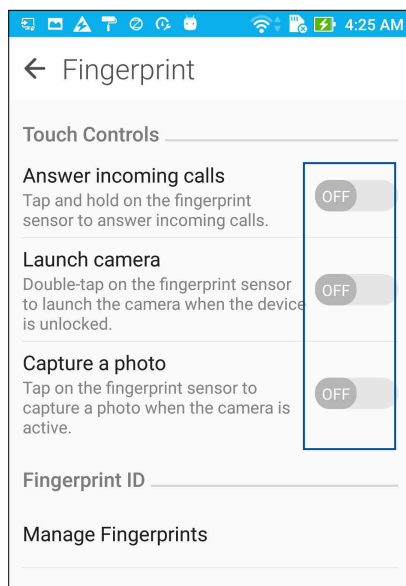 4:25 AM
Fingerprint
Touch Controls
Answer incoming calls
Tap and hold on the fingerprint
sensor to answer incoming calls.
OFF
Launch camera
Double-tap on the fingerprint sensor
to launch the camera when the device
is unlocked.
OFF
Capture a photo
Tap on the fingerprint sensor to
capture a photo when the camera is
active.
OFF
Fingerprint ID
Manage Fingerprints